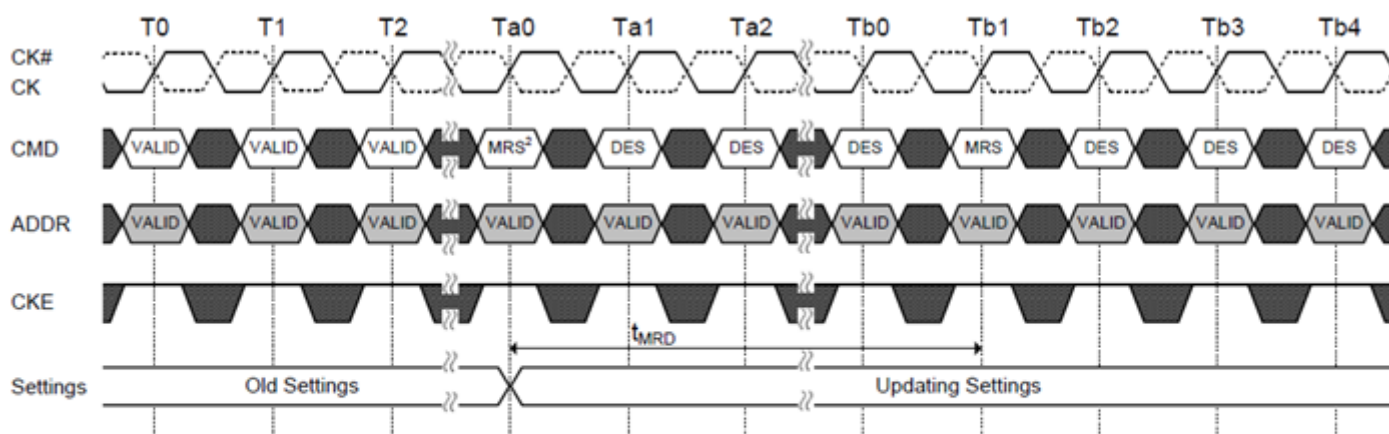 T0 T1 T2 Ta0 Ta1 Ta2 Tb0 Tb1 Tb2 Tb3 Tb4
CK#
CK
CMD VALID VALID VALID MRS² DES DES DES MRS DES DES DES
ADDR VALID VALID VALID VALID VALID VALID VALID VALID VALID VALID VALID
CKE
tMRD
Settings Old Settings Updating Settings